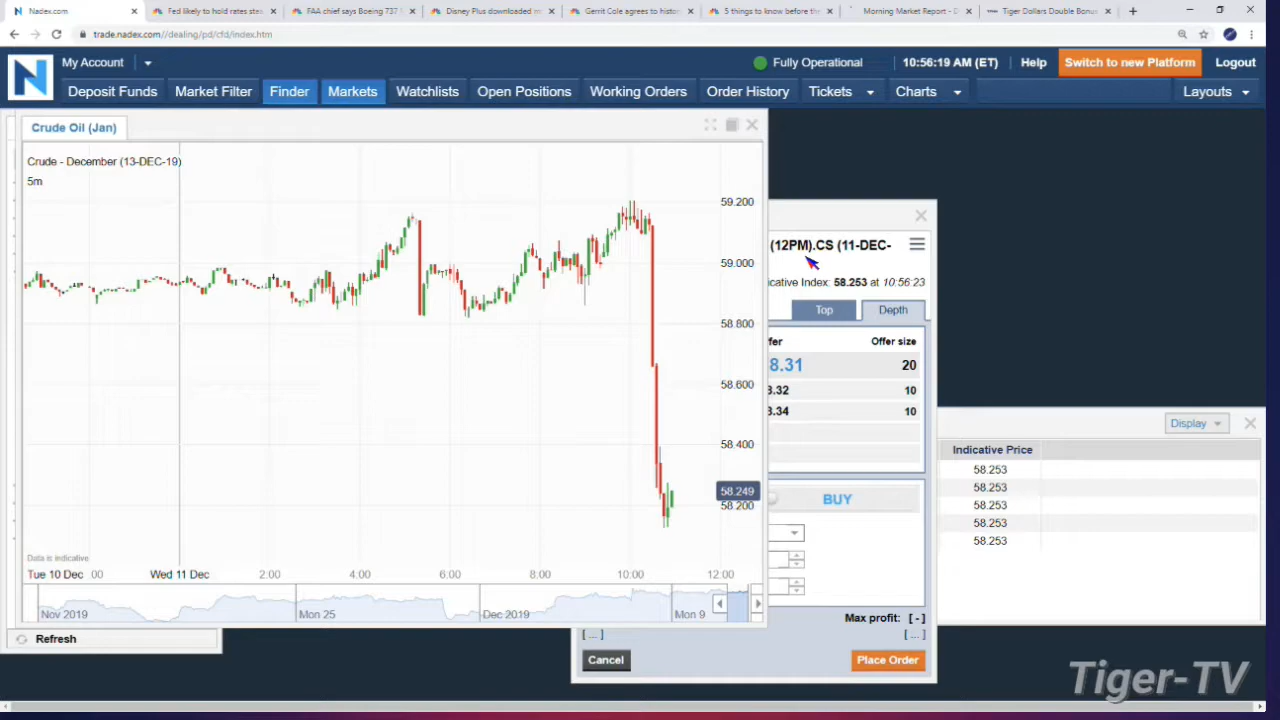 Nadex.com
Fed likely to hold rates stea
FAA chief says Boeing 737
Disney Plus downloaded m
Gerrit Cole agrees to histo
5 things to know before the
Morning Market Report - E
Tiger Dollars Double Bonus
trade.nadex.com//dealing/pd/cfd/index.htm
N
My Account
Fully Operational
10:56:19 AM (ET)
Help
Switch to new Platform
Logout
Deposit Funds
Market Filter
Finder
Markets
Watchlists
Open Positions
Working Orders
Order History
Tickets
Charts
Layouts
Crude Oil (Jan)
Crude - December (13-DEC-19)
5m
59.200
59.000
58.800
58.600
58.400
58.249
58.200
Data is indicative
Tue 10 Dec
00
Wed 11 Dec
2:00
4:00
6:00
8:00
10:00
12:00
Nov 2019
Mon 25
Dec 2019
Mon 9
Refresh
(12PM).CS (11-DEC-
icative Index: 58.253 at 10:56:23
Top
Depth
fer
Offer size
8.31
20
3.32
10
3.34
10
BUY
Max profit: [ - ]
[ ... ]
[ ... ]
Cancel
Place Order
Display
Indicative Price
58.253
58.253
58.253
58.253
58.253
Tiger-TV